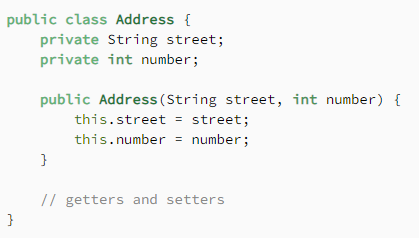 public class Address {
    private String street;
    private int number;

    public Address(String street, int number) {
        this.street = street;
        this.number = number;
    }

    // getters and setters
}